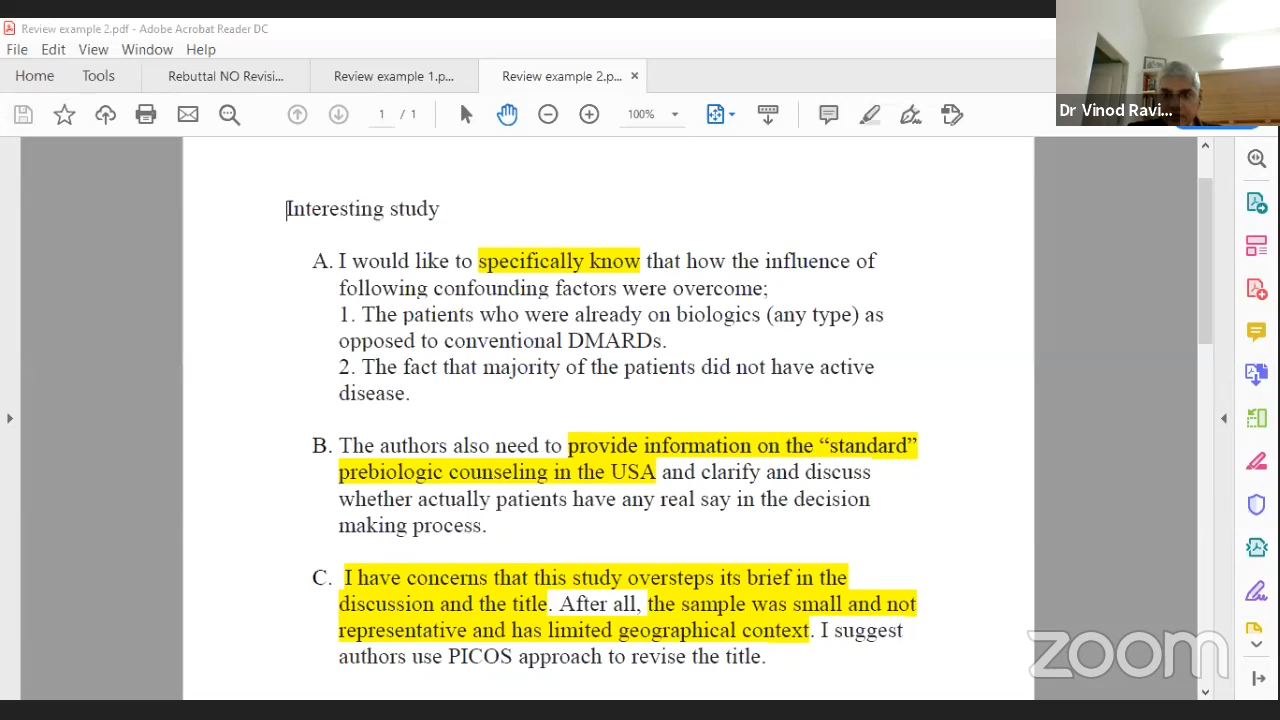 Review example 2.pdf - Adobe Acrobat Reader DC
File Edit View Window Help
Home Tools Rebuttal NO Revisi... Review example 1.p... Review example 2.p... ×
1 / 1 100%
Dr Vinod Ravi...
Interesting study
A. I would like to specifically know that how the influence of
following confounding factors were overcome;
1. The patients who were already on biologics (any type) as
opposed to conventional DMARDs.
2. The fact that majority of the patients did not have active
disease.
B. The authors also need to provide information on the “standard”
prebiologic counseling in the USA and clarify and discuss
whether actually patients have any real say in the decision
making process.
C. I have concerns that this study oversteps its brief in the
discussion and the title. After all, the sample was small and not
representative and has limited geographical context. I suggest
authors use PICOS approach to revise the title.
zoom